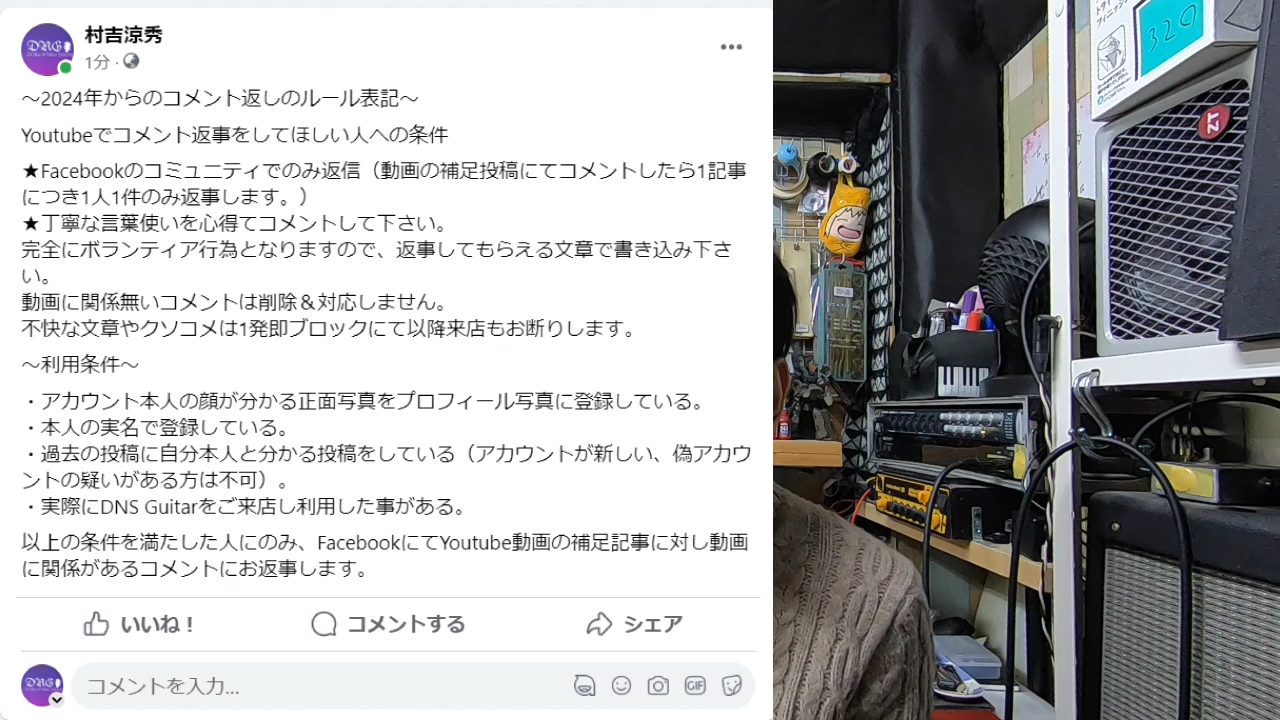 村吉涼秀
1分
～2024年からのコメント返しのルール表記～
Youtubeでコメント返事をしてほしい人への条件
★Facebookのコミュニティでのみ返信（動画の補足投稿にてコメントしたら1記事
につき1人1件のみ返事します。）
★丁寧な言葉使いを心得てコメントして下さい。
完全にボランティア行為となりますので、返事してもらえる文章で書き込み下さ
い。
動画に関係無いコメントは削除＆対応しません。
不快な文章やクソコメは1発即ブロックにて以降来店もお断りします。
～利用条件～
・アカウント本人の顔が分かる正面写真をプロフィール写真に登録している。
・本人の実名で登録している。
・過去の投稿に自分本人と分かる投稿をしている（アカウントが新しい、偽アカウ
ントの疑いがある方は不可）。
・実際にDNS Guitarをご来店し利用した事がある。
以上の条件を満たした人にのみ、FacebookにてYoutube動画の補足記事に対し動画
に関係があるコメントにお返事します。
いいね！
コメントする
シェア
コメントを入力...
GIF
DNG
320